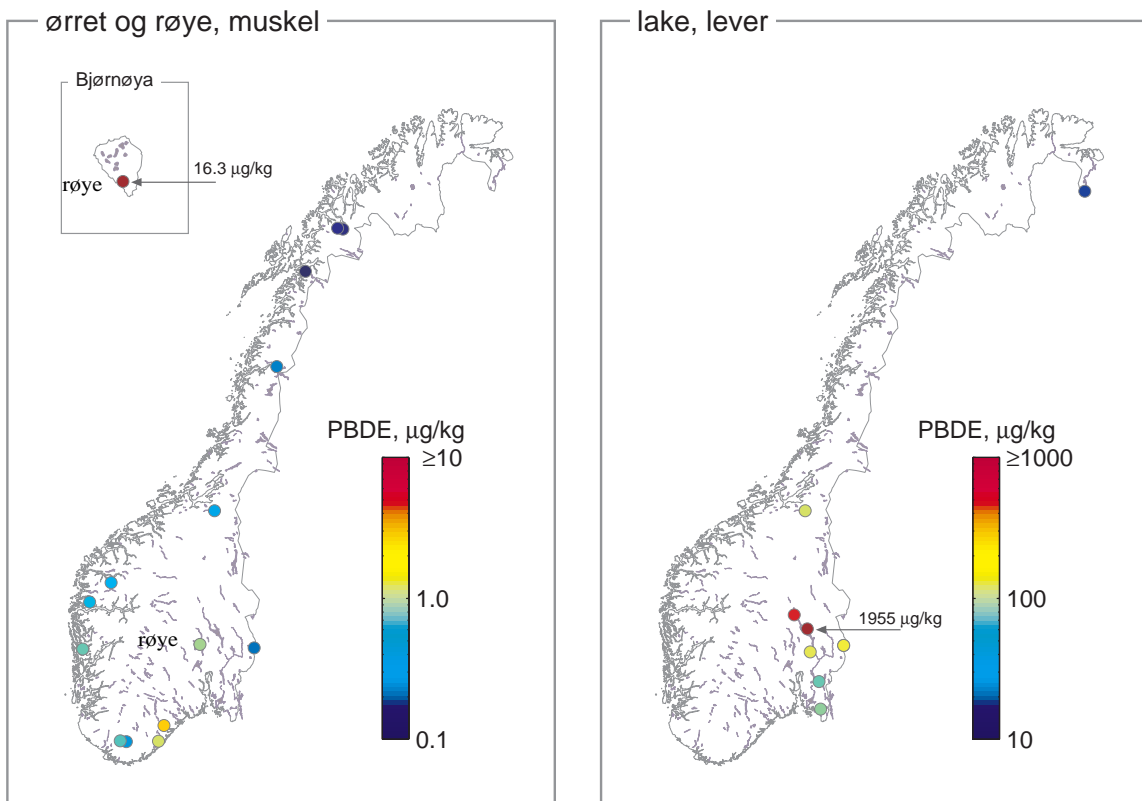 ørret og røye, muskel
Bjørnøya
røye
16.3 µg/kg
PBDE, µg/kg
≥10
1.0
0.1
røye
lake, lever
PBDE, µg/kg
≥1000
100
10
1955 µg/kg